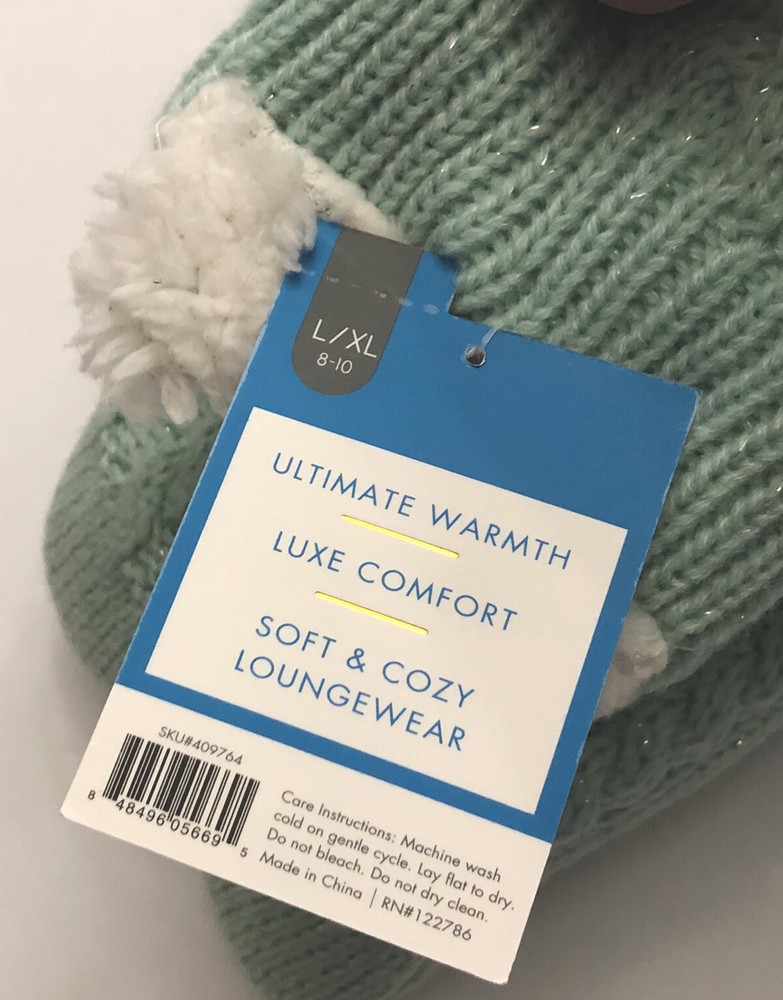 L/XL
8-10
ULTIMATE WARMTH
LUXE COMFORT
SOFT & COZY
LOUNGEWEAR
SKU#409764
8 48496 05669 5
Care Instructions: Machine wash
cold on gentle cycle. Lay flat to dry.
Do not bleach. Do not dry clean.
Made in China | RN#122786